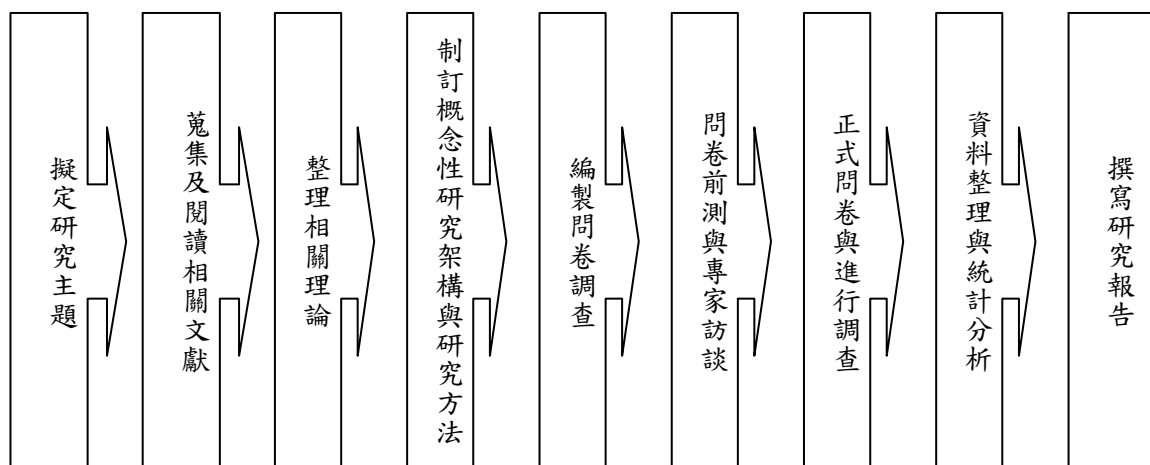 擬定研究主題
蒐集及閱讀相關文獻
整理相關理論
制訂概念性研究架構與研究方法
編製問卷調查
問卷前測與專家訪談
正式問卷與進行調查
資料整理與統計分析
撰寫研究報告